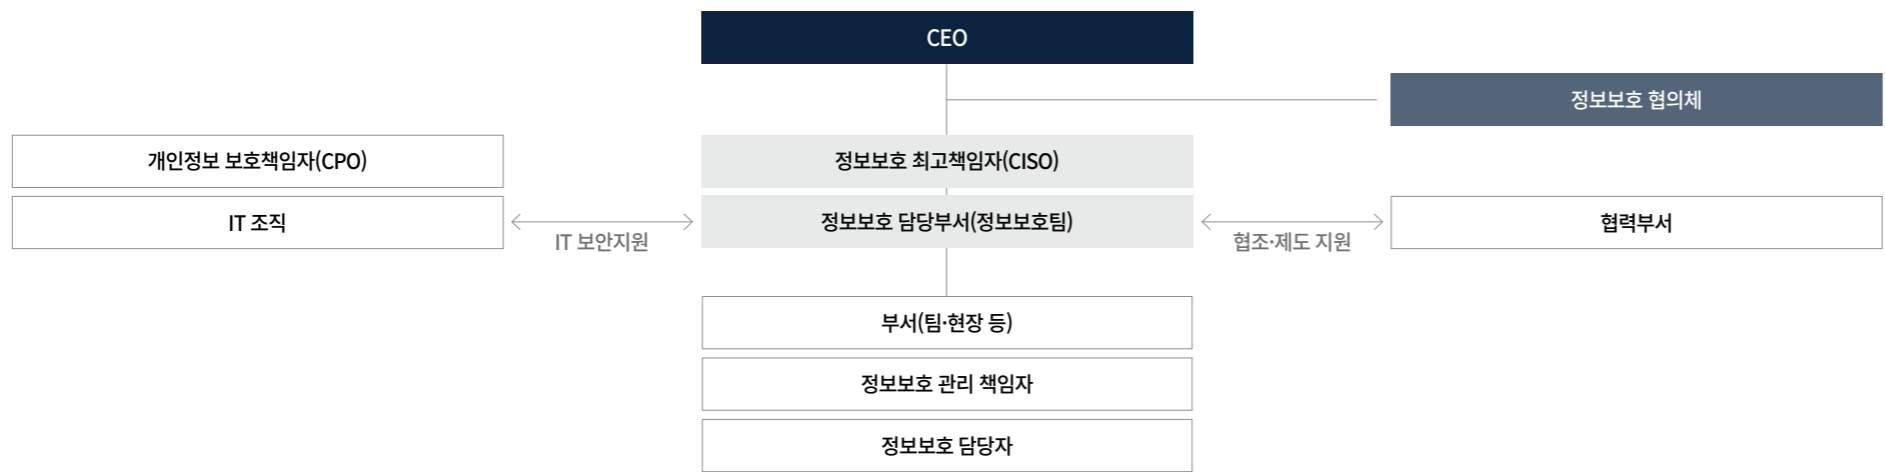 CEO
정보보호 협의체
개인정보 보호책임자(CPO)
정보보호 최고책임자(CISO)
IT 조직
IT 보안지원
정보보호 담당부서(정보보호팀)
협조·제도 지원
협력부서
부서(팀·현장 등)
정보보호 관리 책임자
정보보호 담당자